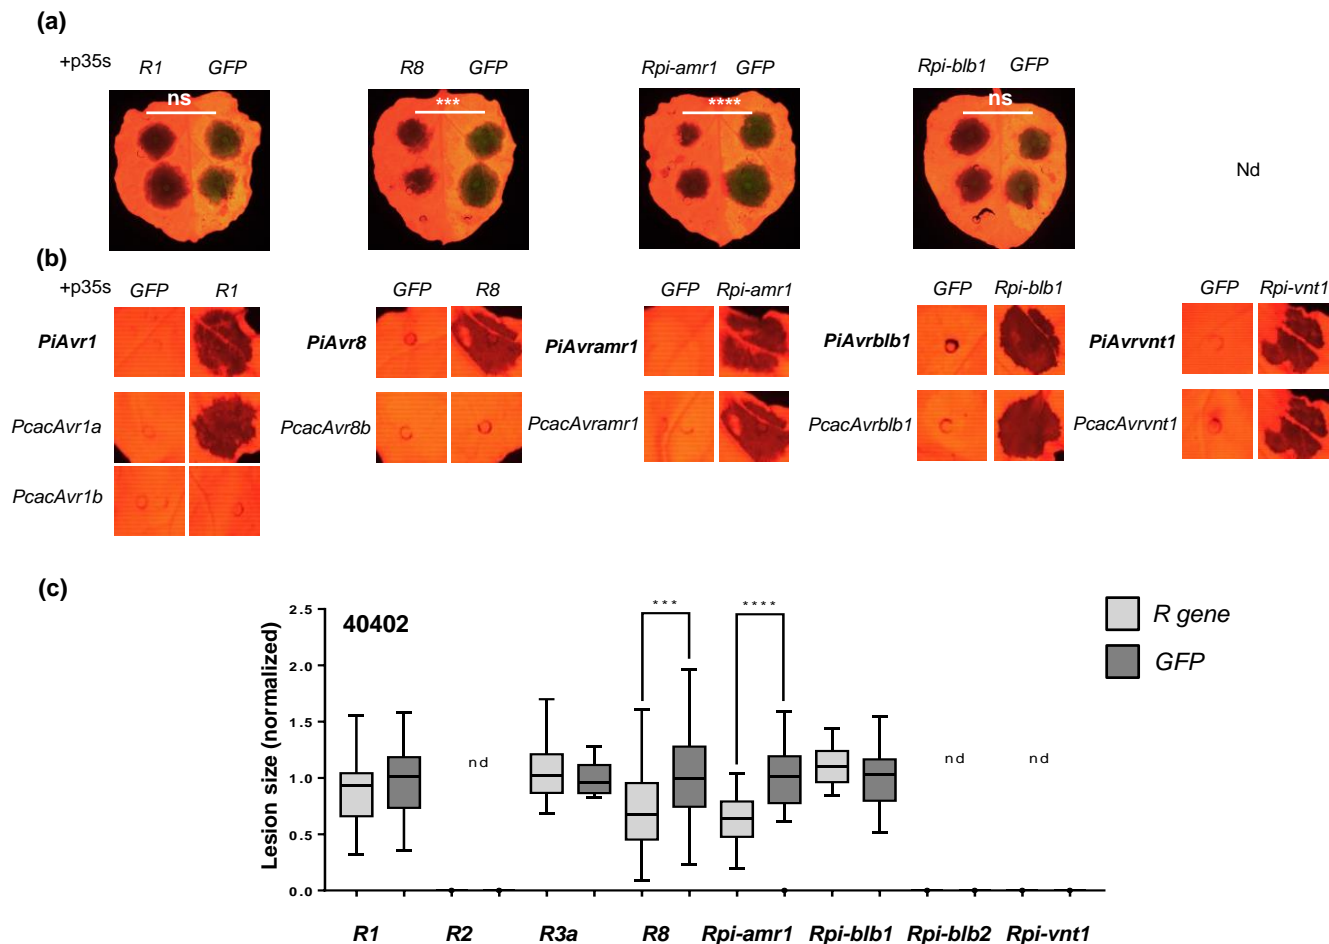 (a)
+p35s R1 GFP R8 GFP Rpi-amr1 GFP Rpi-blb1 GFP
ns *** **** ns
Nd
(b)
+p35s GFP R1 GFP R8 GFP Rpi-amr1 GFP Rpi-blb1 GFP Rpi-vnt1
PiAvr1 PiAvr8 PiAvramr1 PiAvrblb1 PiAvrvnt1
PcacAvr1a PcacAvr8b PcacAvramr1 PcacAvrblb1 PcacAvrvnt1
PcacAvr1b
(c)
40402
Lesion size (normalized)
2.5
2.0
1.5
1.0
0.5
0.0
nd *** **** nd nd
R gene
GFP
R1 R2 R3a R8 Rpi-amr1 Rpi-blb1 Rpi-blb2 Rpi-vnt1